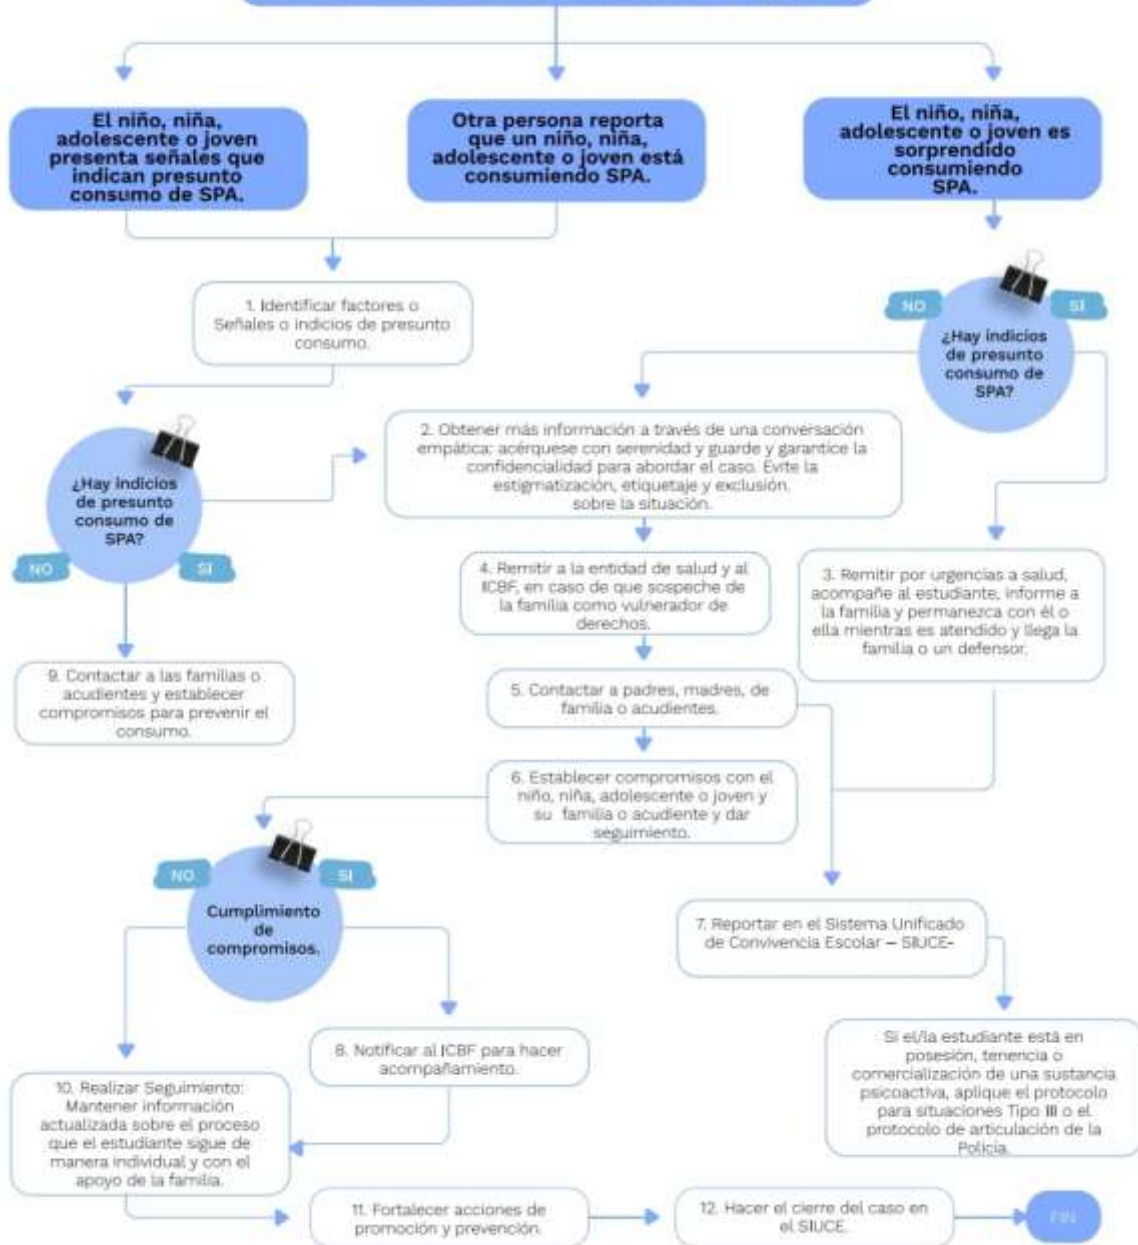 El niño, niña,
adolescente o joven
presenta señales que
indican presunto
consumo de SPA.
Otra persona reporta
que un niño, niña,
adolescente o joven está
consumiendo SPA.
El niño, niña,
adolescente o joven es
sorprendido
consumiendo
SPA.
1. Identificar factores o
Señales o indicios de presunto
consumo.
NO
SI
¿Hay indicios
de presunto
consumo de
SPA?
2. Obtener más información a través de una conversación
empática: acérquese con serenidad y guarde y garantice la
confidencialidad para abordar el caso. Evite la
estigmatización, etiquetaje y exclusión.
sobre la situación.
¿Hay indicios
de presunto
consumo de
SPA?
NO
SI
4. Remitir a la entidad de salud y al
ICBF, en caso de que sospeche de
la familia como vulnerador de
derechos.
3. Remitir por urgencias a salud,
acompañe al estudiante, informe a
la familia y permanezca con él o
ella mientras es atendido y llega la
familia o un defensor.
9. Contactar a las familias o
acudientes y establecer
compromisos para prevenir el
consumo.
5. Contactar a padres, madres, de
familia o acudientes.
6. Establecer compromisos con el
niño, niña, adolescente o joven y
su familia o acudiente y dar
seguimiento.
NO
SI
Cumplimiento
de
compromisos.
7. Reportar en el Sistema Unificado
de Convivencia Escolar – SIUCE-
8. Notificar al ICBF para hacer
acompañamiento.
Si el/la estudiante está en
posesión, tenencia o
comercialización de una sustancia
psicoactiva, aplique el protocolo
para situaciones Tipo III o el
protocolo de articulación de la
Policía.
10. Realizar Seguimiento:
Mantener información
actualizada sobre el proceso
que el estudiante sigue de
manera individual y con el
apoyo de la familia.
11. Fortalecer acciones de
promoción y prevención.
12. Hacer el cierre del caso en
el SIUCE.
FIN